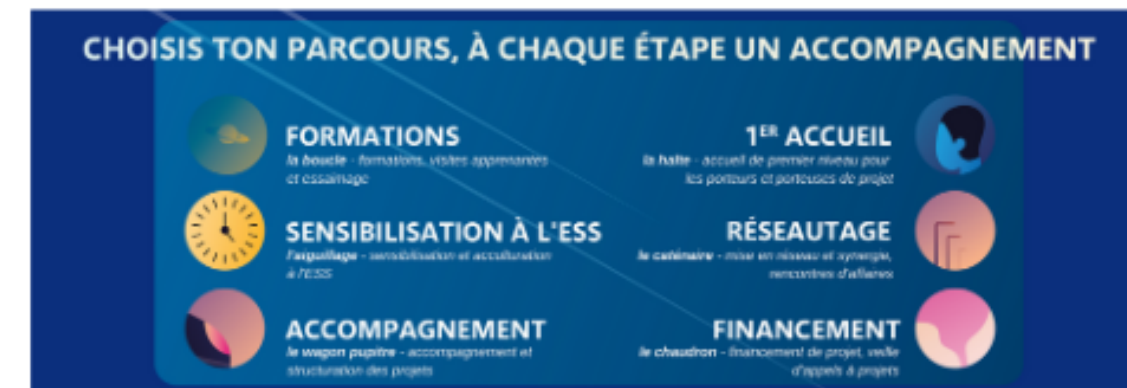 CHOISIS TON PARCOURS, À CHAQUE ÉTAPE UN ACCOMPAGNEMENT
FORMATIONS
la boucle - formations, visites apprenantes
et essaimage
SENSIBILISATION À L'ESS
l'aiguillage - sensibilisation et acculturation
à l'ESS
ACCOMPAGNEMENT
le wagon pupitre - accompagnement et
structuration des projets
1ER ACCUEIL
la halte - accueil de premier niveau pour
les porteurs et porteuses de projet
RÉSEAUTAGE
le caténaire - mise en réseau et synergie,
rencontres d'affaires
FINANCEMENT
le chaudron - financement de projet, veille
d'appels à projets